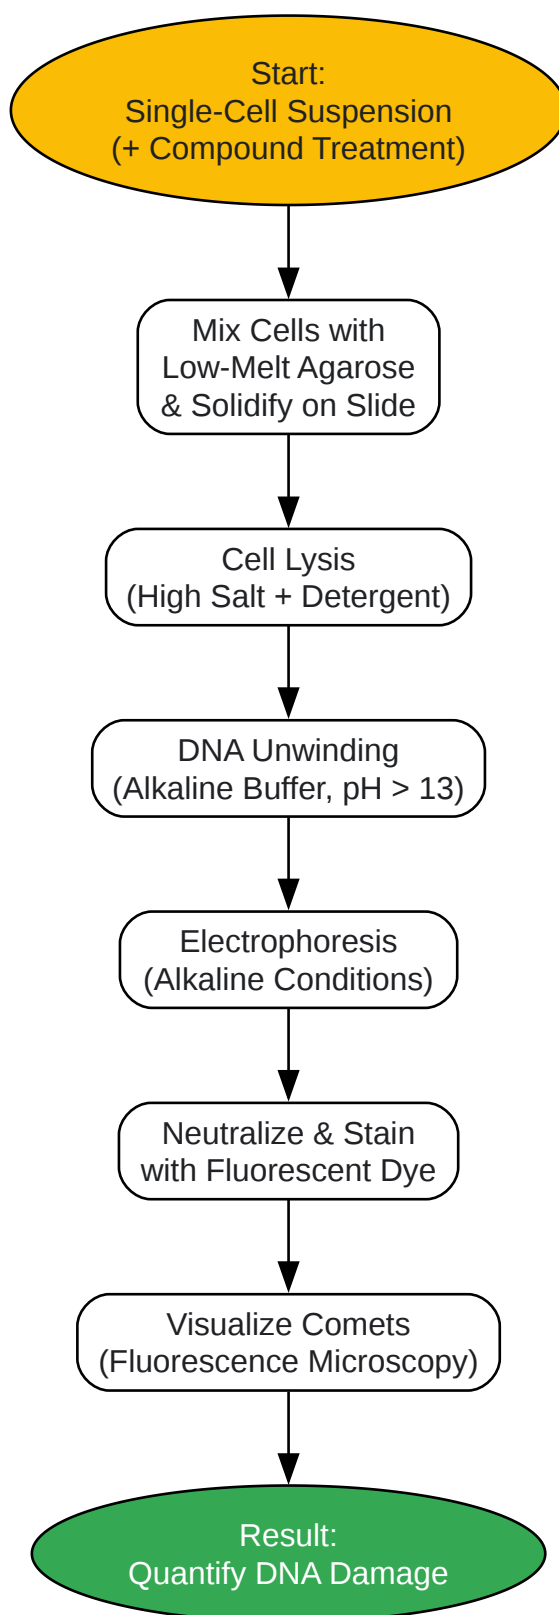 Start:
Single-Cell Suspension
(+ Compound Treatment)
Mix Cells with
Low-Melt Agarose
& Solidify on Slide
Cell Lysis
(High Salt + Detergent)
DNA Unwinding
(Alkaline Buffer, pH > 13)
Electrophoresis
(Alkaline Conditions)
Neutralize & Stain
with Fluorescent Dye
Visualize Comets
(Fluorescence Microscopy)
Result:
Quantify DNA Damage